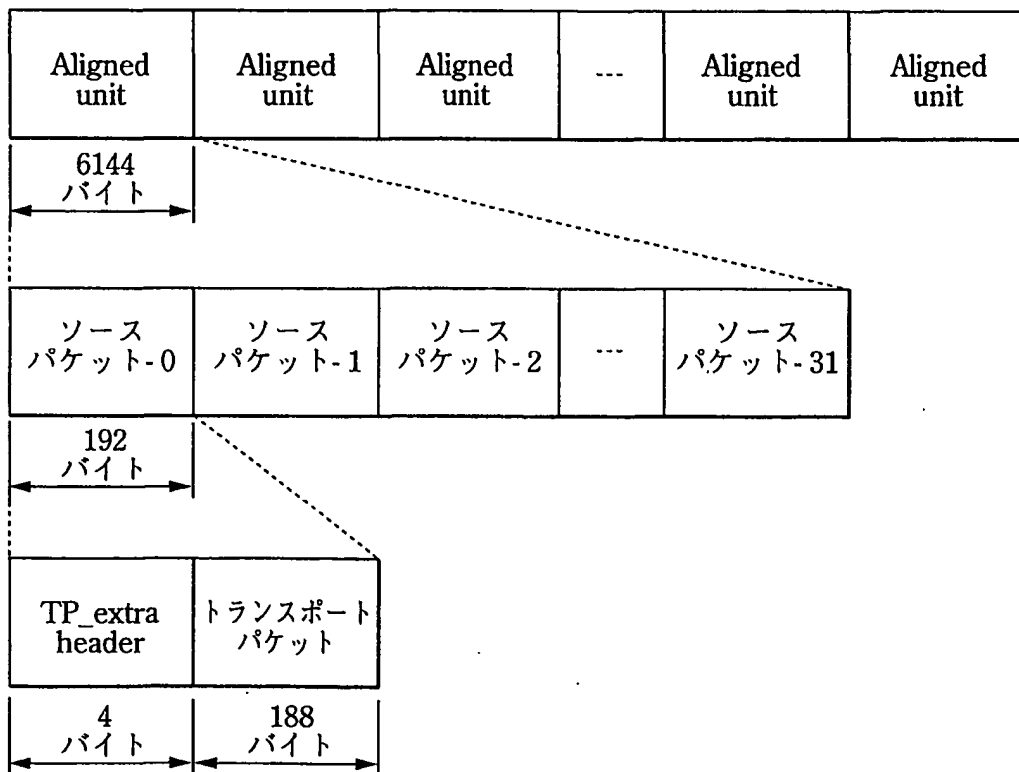 Aligned
unit
Aligned
unit
Aligned
unit
---
Aligned
unit
Aligned
unit
6144
バイト
ソース
パケット-0
ソース
パケット-1
ソース
パケット-2
---
ソース
パケット-31
192
バイト
TP_extra
header
トランスポート
パケット
4
バイト
188
バイト